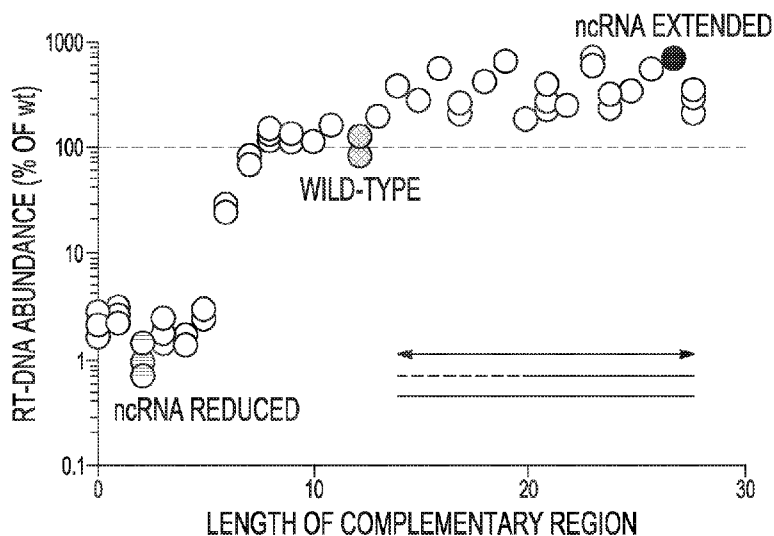 ncRNA EXTENDED
1000
100
10
1
0.1
RT-DNA ABUNDANCE (% OF wt)
WILD-TYPE
ncRNA REDUCED
0 10 20 30
LENGTH OF COMPLEMENTARY REGION